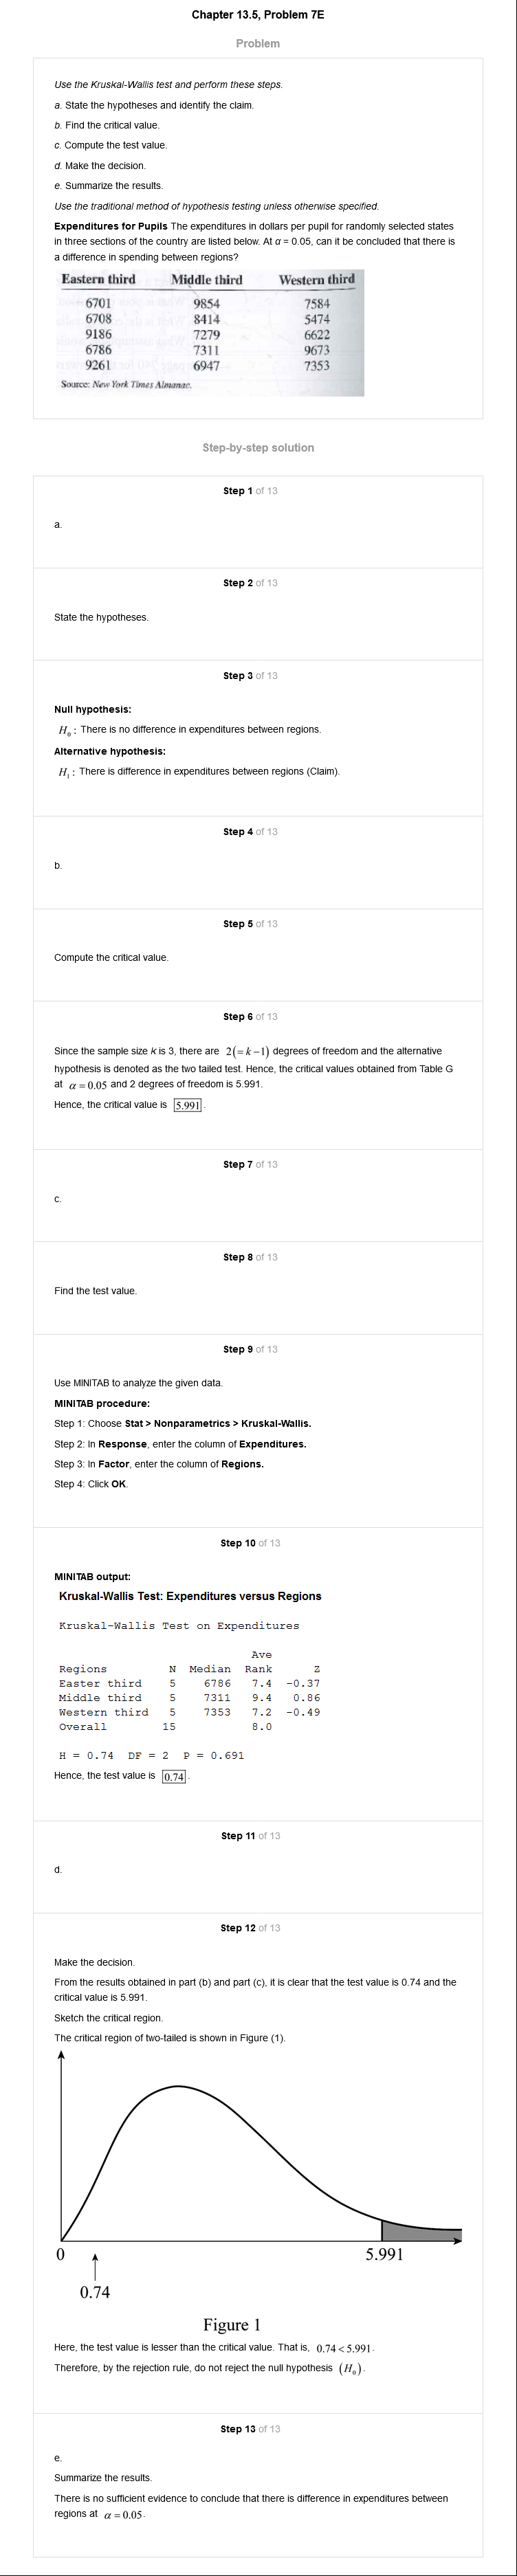 Chapter 13.5, Problem 7E
Problem
Use the Kruskal-Wallis test and perform these steps.
a. State the hypotheses and identify the claim.
b. Find the critical value.
c. Compute the test value.
d. Make the decision.
e. Summarize the results.
Use the traditional method of hypothesis testing unless otherwise specified.
Expenditures for Pupils The expenditures in dollars per pupil for randomly selected states
in three sections of the country are listed below. At α = 0.05, can it be concluded that there is
a difference in spending between regions?
Eastern third Middle third Western third
6701 9854 7584
6708 8414 5474
9186 7279 6622
6786 7311 9673
9261 6947 7353
Source: New York Times Almanac.
Step-by-step solution
Step 1 of 13
a.
Step 2 of 13
State the hypotheses.
Step 3 of 13
Null hypothesis:
H₀ : There is no difference in expenditures between regions.
Alternative hypothesis:
H₁ : There is difference in expenditures between regions (Claim).
Step 4 of 13
b.
Step 5 of 13
Compute the critical value.
Step 6 of 13
Since the sample size k is 3, there are 2(= k −1) degrees of freedom and the alternative
hypothesis is denoted as the two tailed test. Hence, the critical values obtained from Table G
at α = 0.05 and 2 degrees of freedom is 5.991.
Hence, the critical value is 5.991.
Step 7 of 13
c.
Step 8 of 13
Find the test value.
Step 9 of 13
Use MINITAB to analyze the given data.
MINITAB procedure:
Step 1: Choose Stat > Nonparametrics > Kruskal-Wallis.
Step 2: In Response, enter the column of Expenditures.
Step 3: In Factor, enter the column of Regions.
Step 4: Click OK.
Step 10 of 13
MINITAB output:
Kruskal-Wallis Test: Expenditures versus Regions
Kruskal-Wallis Test on Expenditures
Ave
Regions N Median Rank Z
Easter third 5 6786 7.4 -0.37
Middle third 5 7311 9.4 0.86
Western third 5 7353 7.2 -0.49
Overall 15 8.0
H = 0.74 DF = 2 P = 0.691
Hence, the test value is 0.74.
Step 11 of 13
d.
Step 12 of 13
Make the decision.
From the results obtained in part (b) and part (c), it is clear that the test value is 0.74 and the
critical value is 5.991.
Sketch the critical region.
The critical region of two-tailed is shown in Figure (1).
0 5.991
0.74
Figure 1
Here, the test value is lesser than the critical value. That is, 0.74 < 5.991.
Therefore, by the rejection rule, do not reject the null hypothesis (H₀).
Step 13 of 13
e.
Summarize the results.
There is no sufficient evidence to conclude that there is difference in expenditures between
regions at α = 0.05.